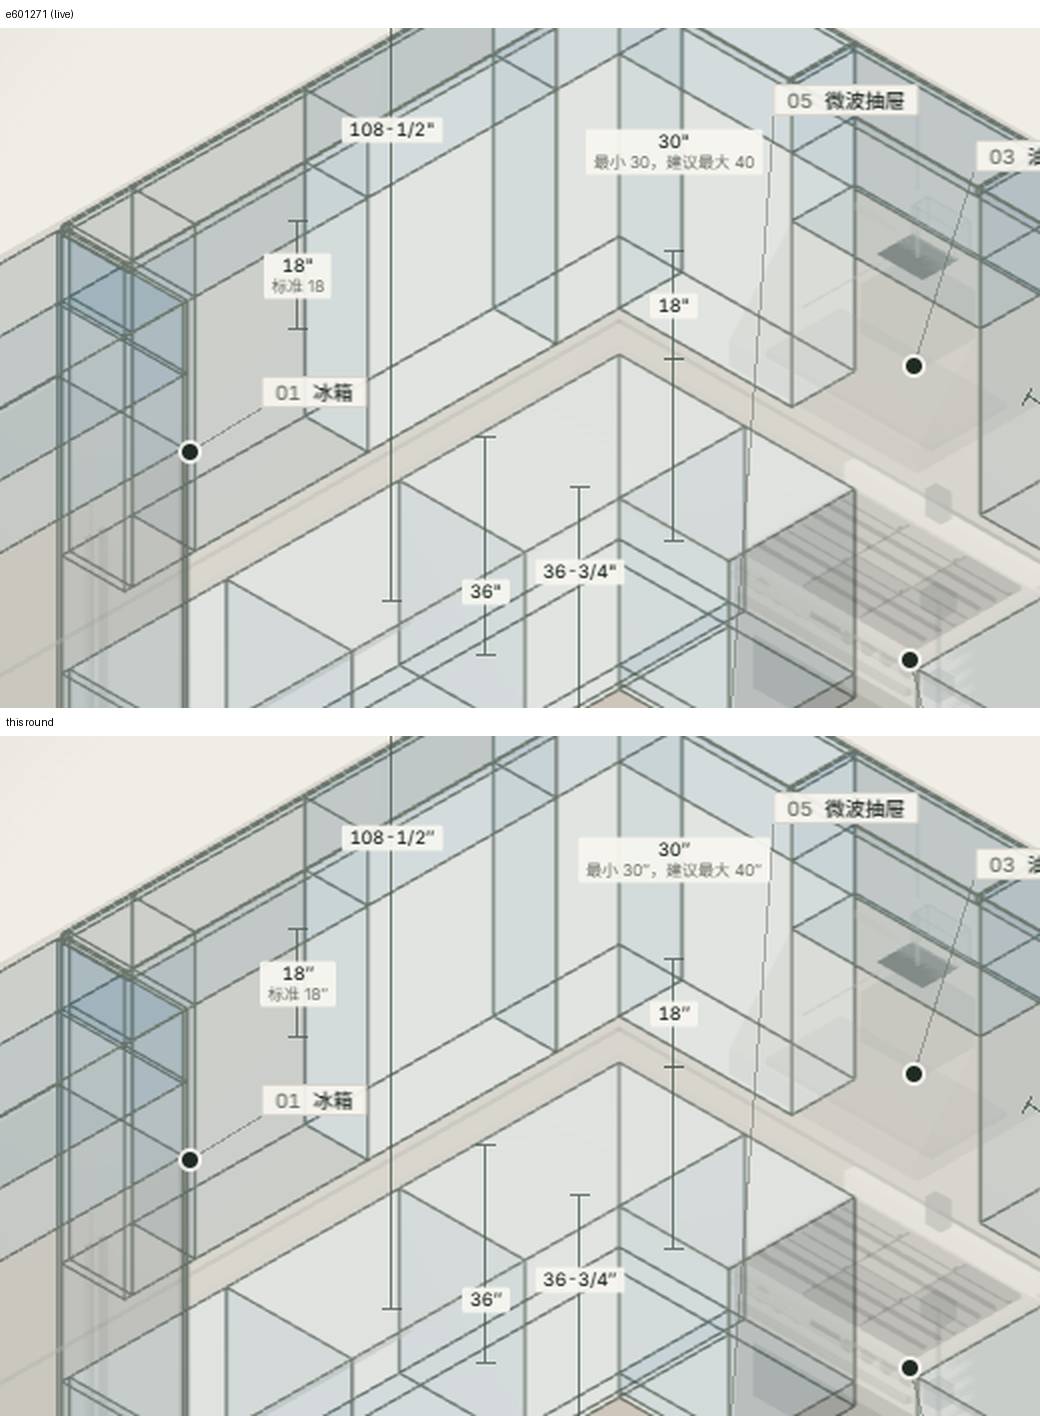 e601271 (live)
05 微波抽屉
108-1/2"
30"
最小 30，建议最大 40
03
18"
标准 18
18"
01 冰箱
36-3/4"
36"
this round
05 微波抽屉
108-1/2″
30″
最小 30″，建议最大 40″
03
18″
标准 18″
18″
01 冰箱
36-3/4″
36″